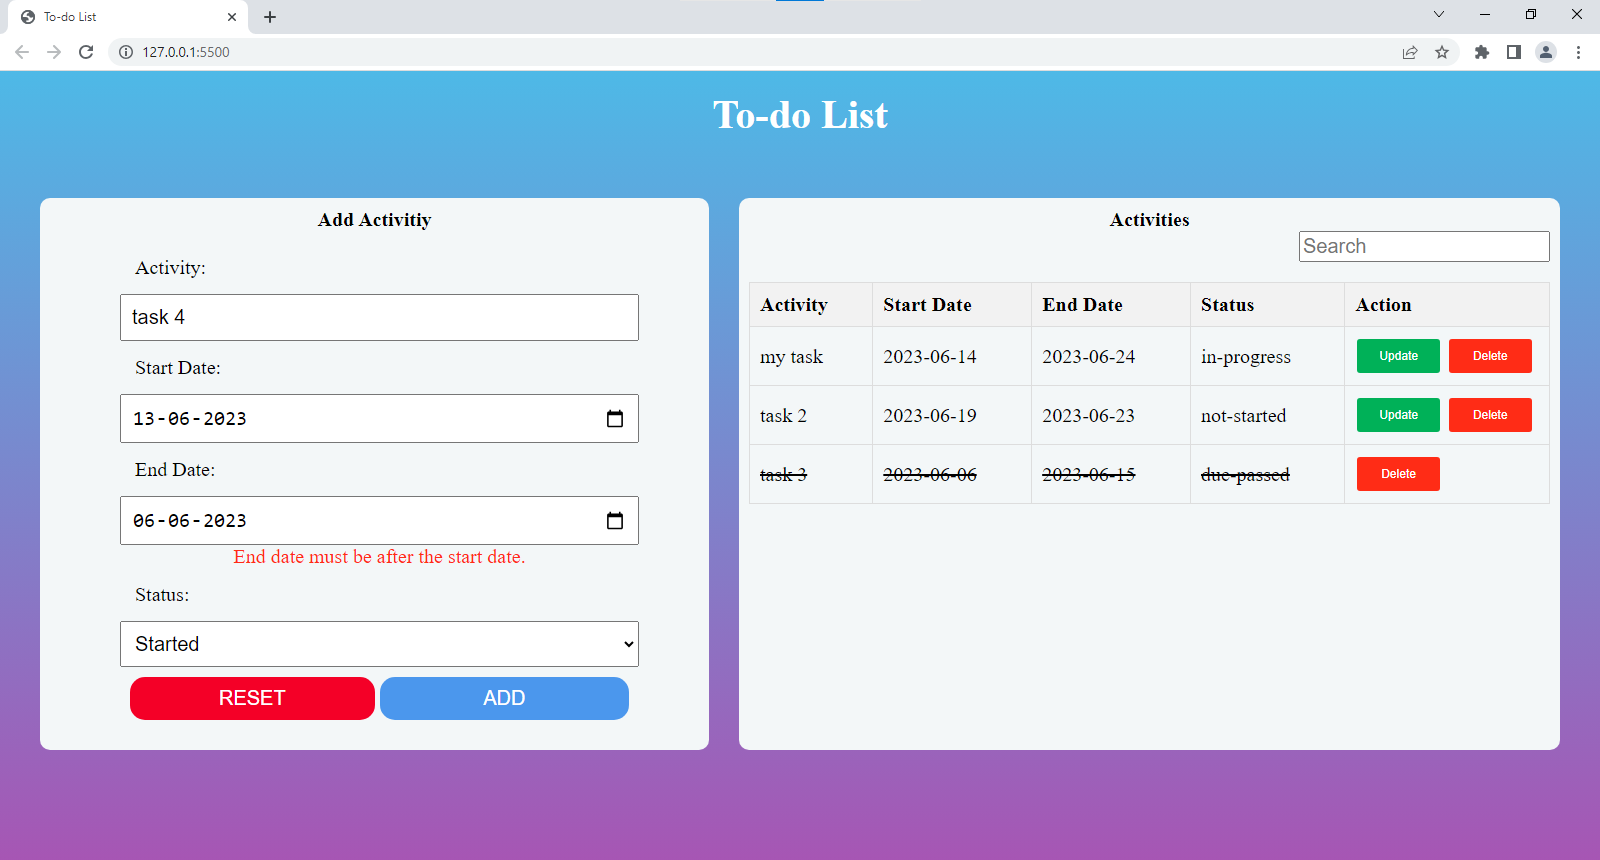 To-do List
127.0.0.1:5500
To-do List
Add Activitiy
Activity:
task 4
Start Date:
13-06-2023
End Date:
06-06-2023
End date must be after the start date.
Status:
Started
RESET ADD
Activities
Search
Activity Start Date End Date Status Action
my task 2023-06-14 2023-06-24 in-progress Update Delete
task 2 2023-06-19 2023-06-23 not-started Update Delete
task 3 2023-06-06 2023-06-15 due-passed Delete